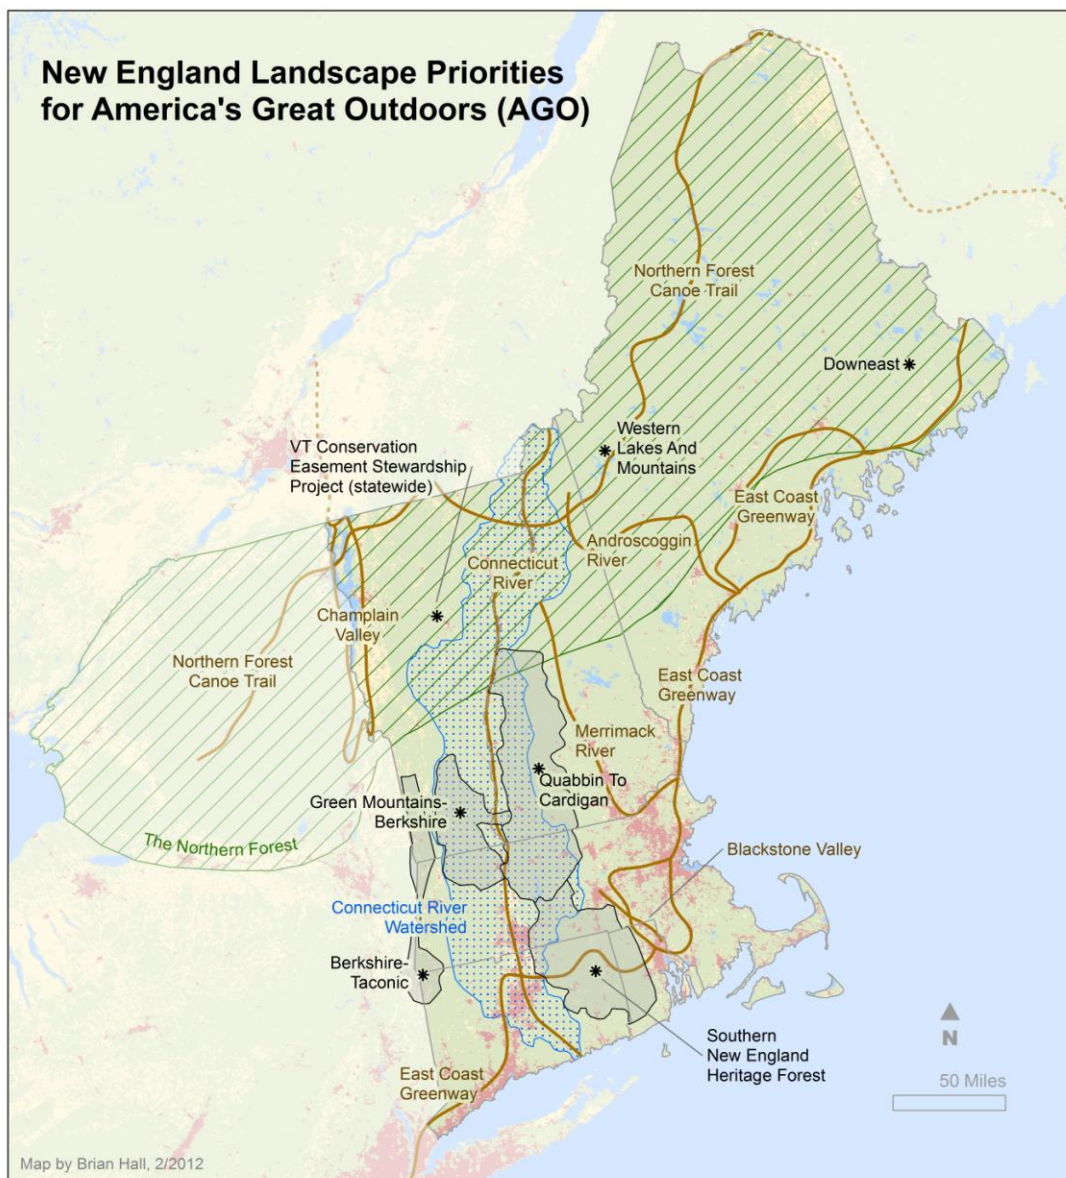 New England Landscape Priorities
for America's Great Outdoors (AGO)
Northern Forest
Canoe Trail
Downeast
Western
Lakes And
Mountains
VT Conservation
Easement Stewardship
Project (statewide)
East Coast
Greenway
Androscoggin
River
Connecticut
River
Champlain
Valley
Northern Forest
Canoe Trail
East Coast
Greenway
Merrimack
River
Quabbin To
Cardigan
Green Mountains-
Berkshire
The Northern Forest
Blackstone Valley
Connecticut River
Watershed
Berkshire-
Taconic
Southern
New England
Heritage Forest
N
50 Miles
East Coast
Greenway
Map by Brian Hall, 2/2012